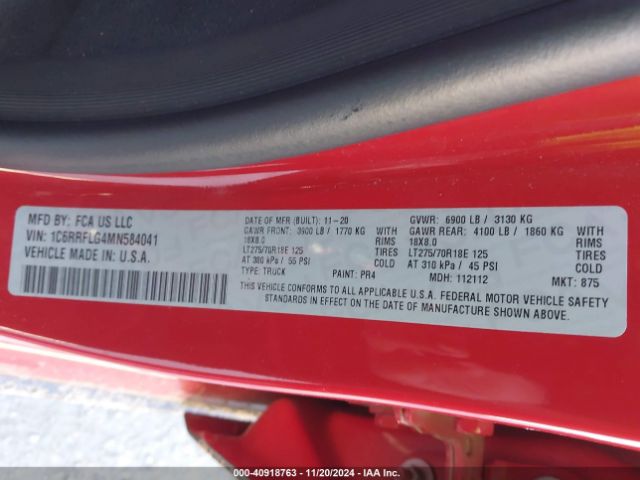 MFD BY: FCA US LLC
VIN: 1C6RRFLG4MN584041
VEHICLE MADE IN: U.S.A.
DATE OF MFR (BUILT) 11-20 GVWR: 6900 LB / 3130 KG
GAWR FRONT: 3900 LB / 1770 KG WITH GAWR REAR: 4100 LB / 1860 KG WITH
18X8.0 RIMS 18X8.0 RIMS
LT275/70R18E 125 TIRES LT275/70R18E 125 TIRES
AT 380 kPa / 55 PSI COLD AT 310 kPa / 45 PSI COLD
TYPE: TRUCK PAINT: PR4 MDH: 112112 MKT: 875
THIS VEHICLE CONFORMS TO ALL APPLICABLE U.S.A. FEDERAL MOTOR VEHICLE SAFETY
STANDARDS IN EFFECT ON THE DATE OF MANUFACTURE SHOWN ABOVE.
000-40918763 - 11/20/2024 - IAA Inc.